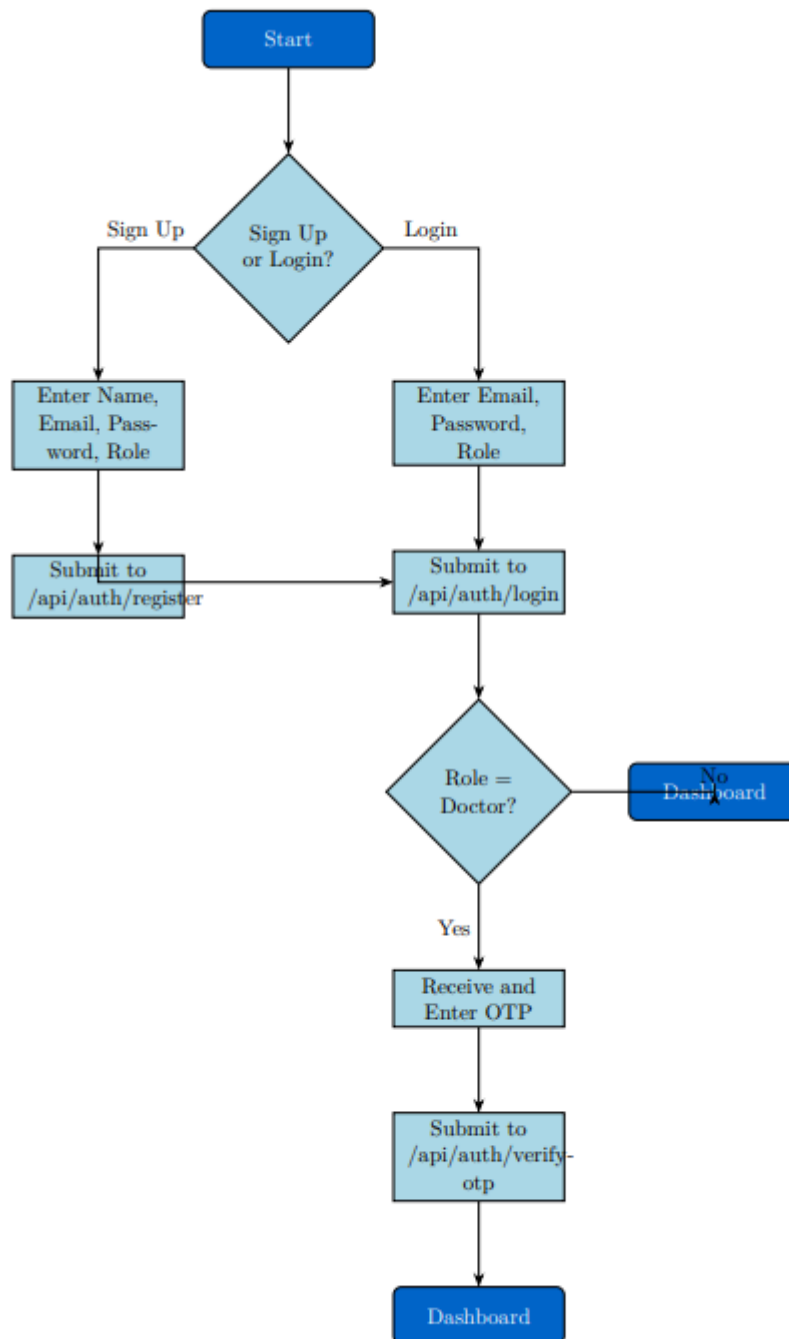 Start
Sign Up
Sign Up
or Login?
Login
Enter Name,
Email, Pass-
word, Role
Enter Email,
Password,
Role
Submit to
/api/auth/register
Submit to
/api/auth/login
Role =
Doctor?
No
Dashboard
Yes
Receive and
Enter OTP
Submit to
/api/auth/verify-
otp
Dashboard